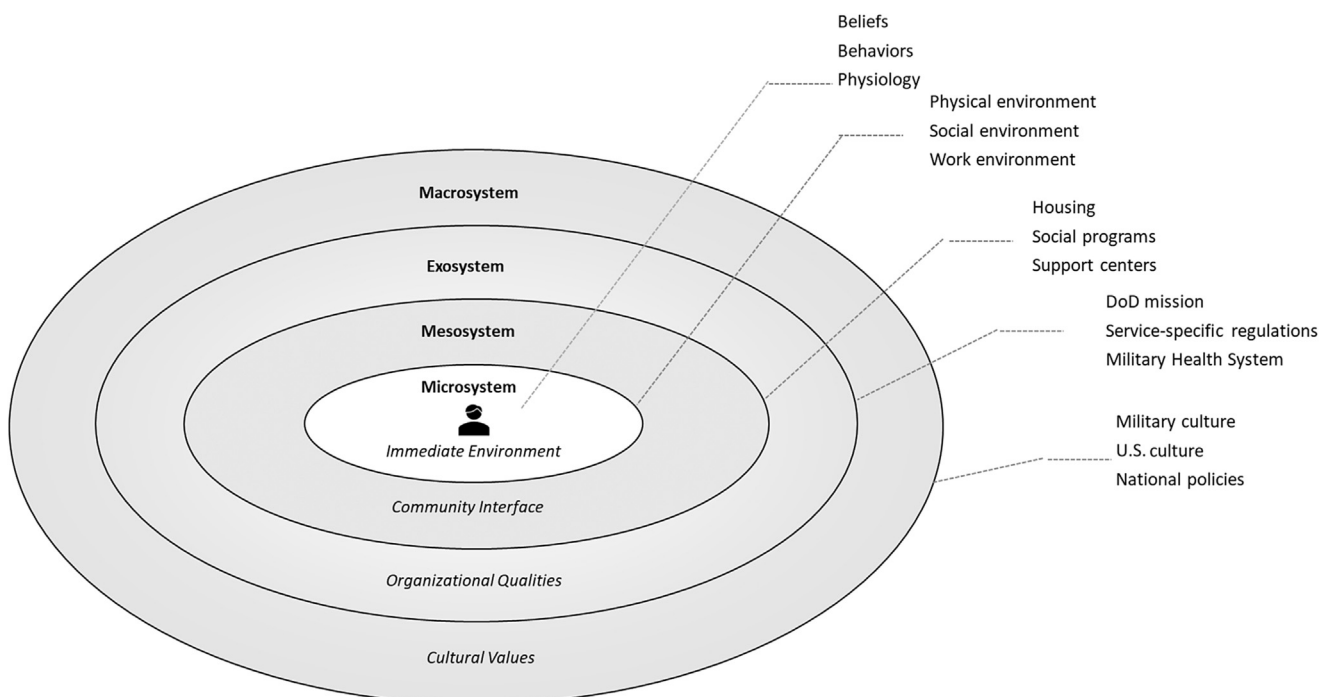 Beliefs
Behaviors
Physiology
Physical environment
Social environment
Work environment
Macrosystem
Housing
Social programs
Support centers
Exosystem
DoD mission
Service-specific regulations
Military Health System
Mesosystem
Microsystem
Immediate Environment
Military culture
U.S. culture
National policies
Community Interface
Organizational Qualities
Cultural Values